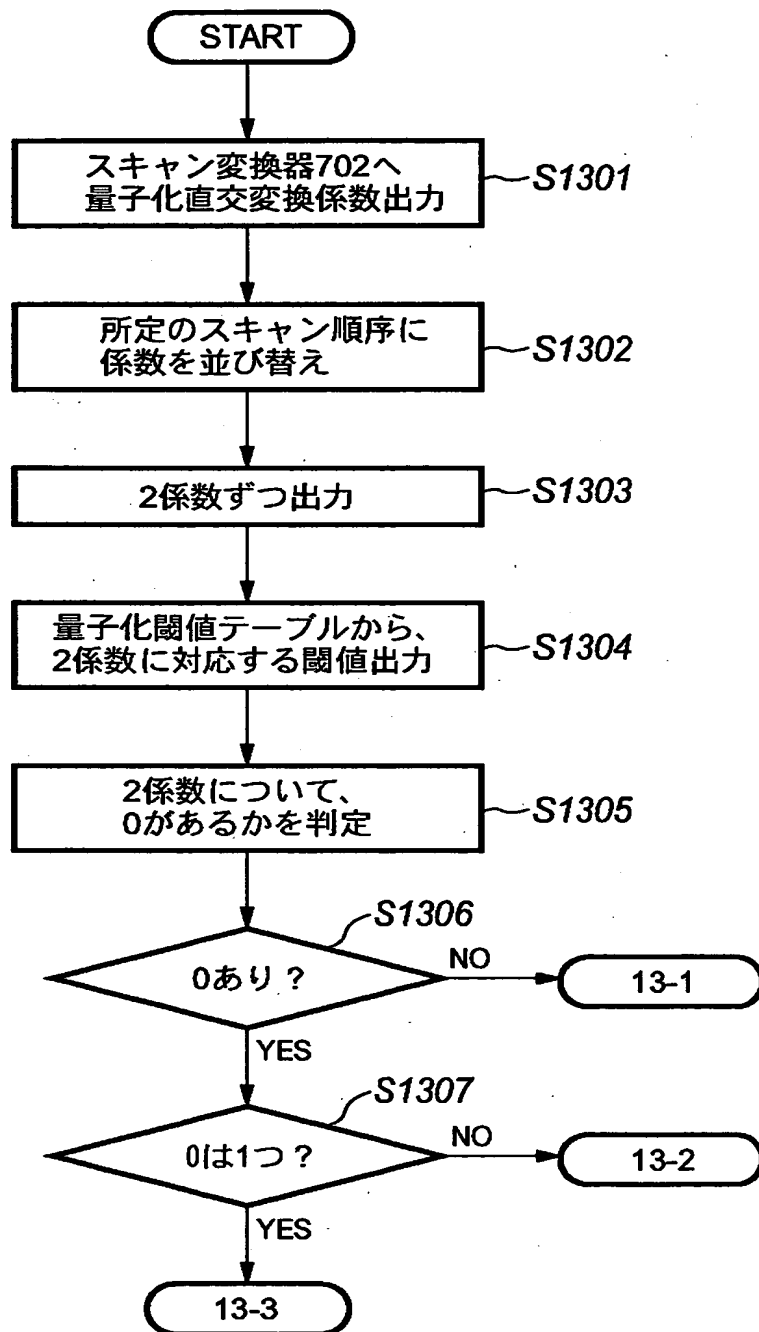 START
スキャン変換器702へ
量子化直交変換係数出力
S1301
所定のスキャン順序に
係数を並び替え
S1302
2係数ずつ出力
S1303
量子化閾値テーブルから、
2係数に対応する閾値出力
S1304
2係数について、
0があるかを判定
S1305
S1306
0あり？
NO
13-1
YES
S1307
0は1つ？
NO
13-2
YES
13-3